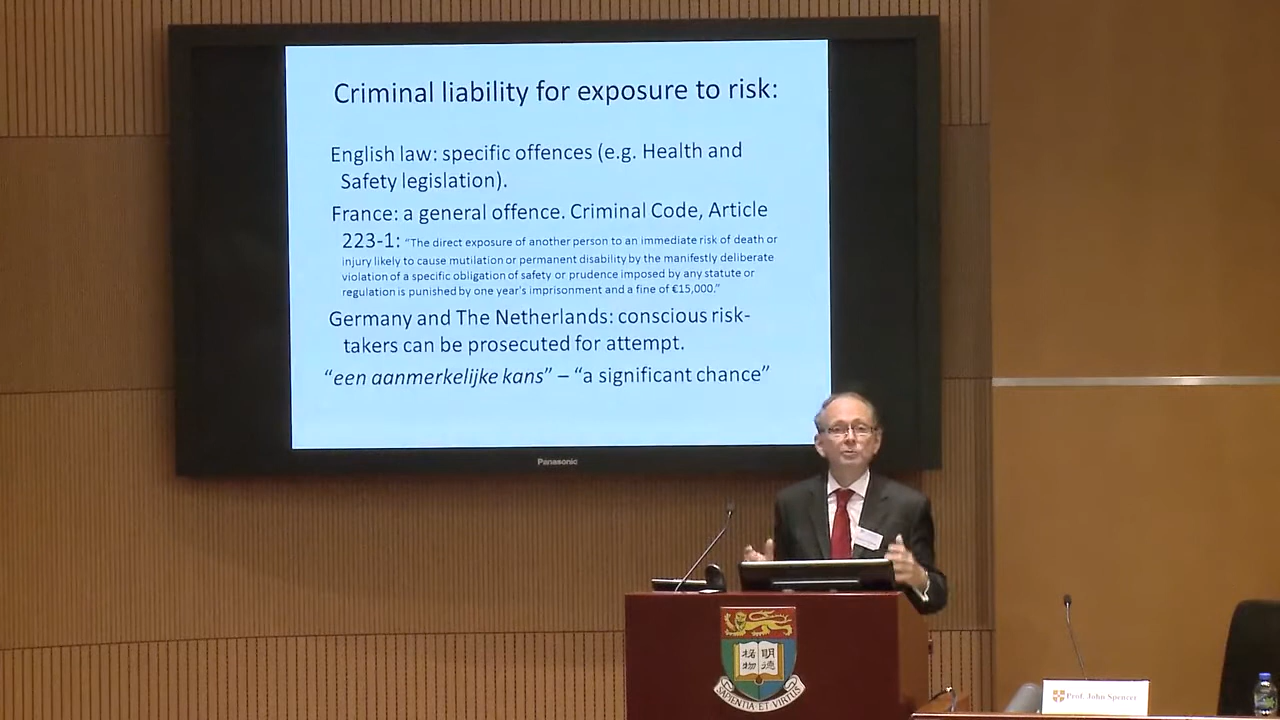 Criminal liability for exposure to risk:
English law: specific offences (e.g. Health and
Safety legislation).
France: a general offence. Criminal Code, Article
223-1: “The direct exposure of another person to an immediate risk of death or
injury likely to cause mutilation or permanent disability by the manifestly deliberate
violation of a specific obligation of safety or prudence imposed by any statute or
regulation is punished by one year's imprisonment and a fine of €15,000.”
Germany and The Netherlands: conscious risk-
takers can be prosecuted for attempt.
“een aanmerkelijke kans” – “a significant chance”
Panasonic
明德
格物
SAPIENTIA ET VIRTUS
Prof. John Spencer